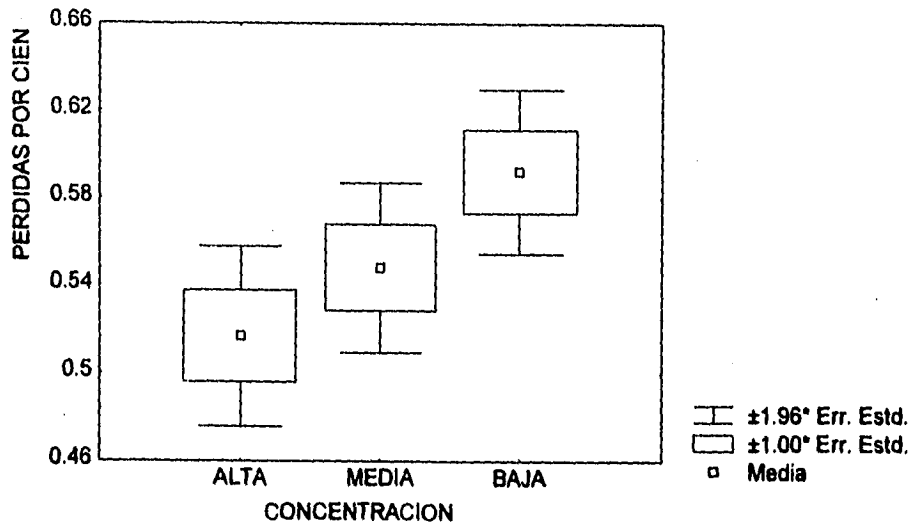 PERDIDAS POR CIEN
0.66
0.62
0.58
0.54
0.5
0.46
ALTA MEDIA BAJA
CONCENTRACION
±1.96* Err. Estd.
±1.00* Err. Estd.
Media